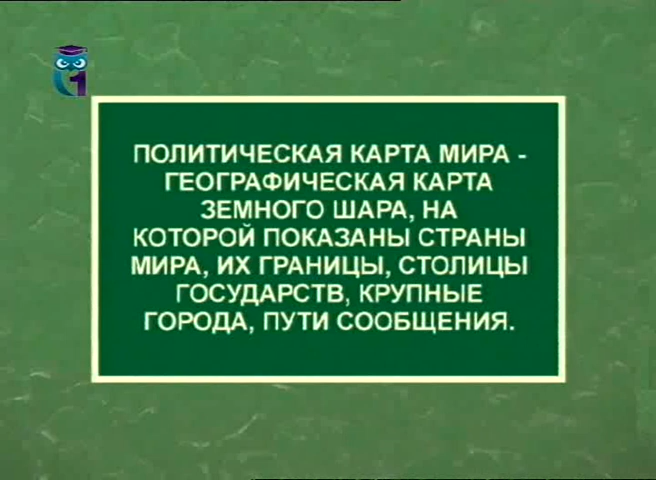 1
ПОЛИТИЧЕСКАЯ КАРТА МИРА -
ГЕОГРАФИЧЕСКАЯ КАРТА
ЗЕМНОГО ШАРА, НА
КОТОРОЙ ПОКАЗАНЫ СТРАНЫ
МИРА, ИХ ГРАНИЦЫ, СТОЛИЦЫ
ГОСУДАРСТВ, КРУПНЫЕ
ГОРОДА, ПУТИ СООБЩЕНИЯ.